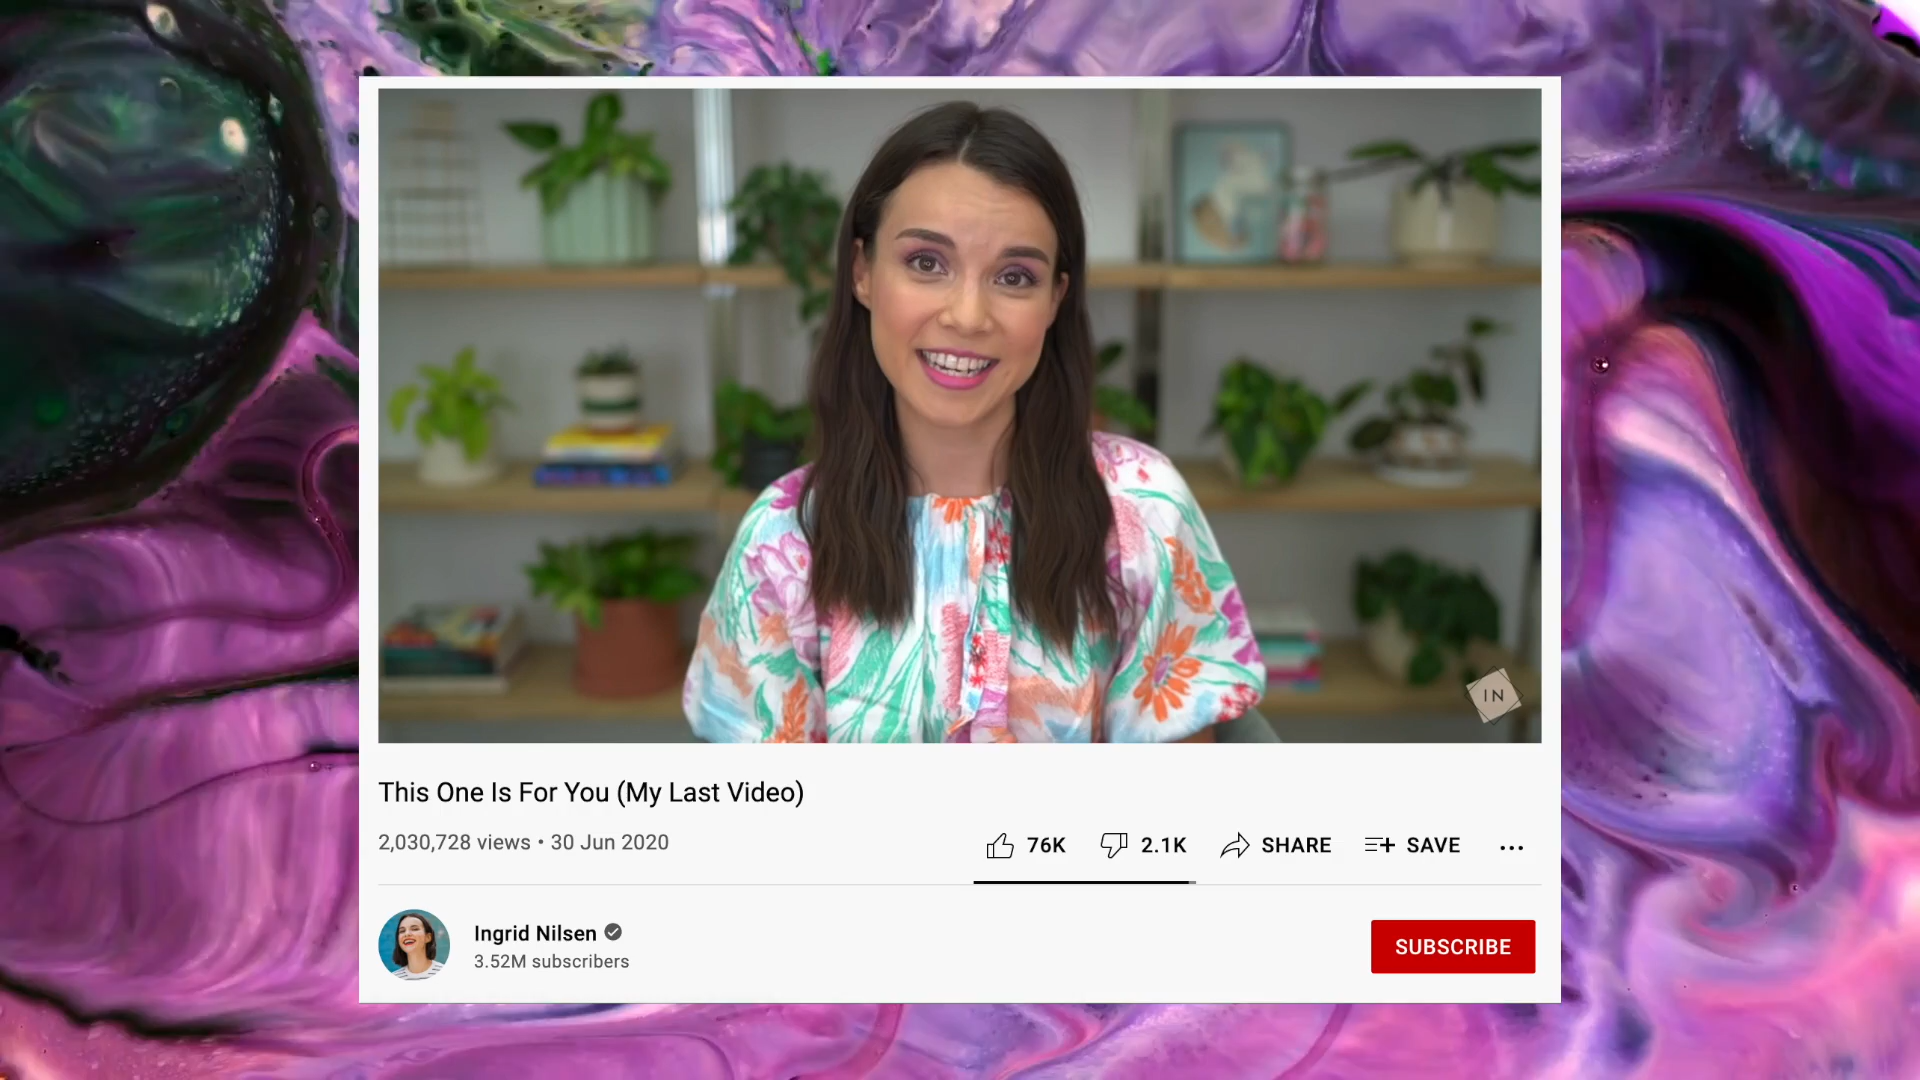 IN
This One Is For You (My Last Video)
2,030,728 views • 30 Jun 2020
76K 2.1K SHARE SAVE
Ingrid Nilsen
3.52M subscribers
SUBSCRIBE